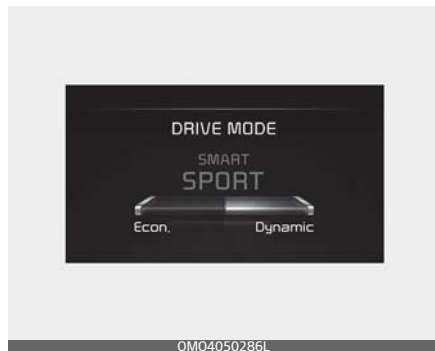 DRIVE MODE
SMART
SPORT
Econ. Dynamic
OMO4050286L